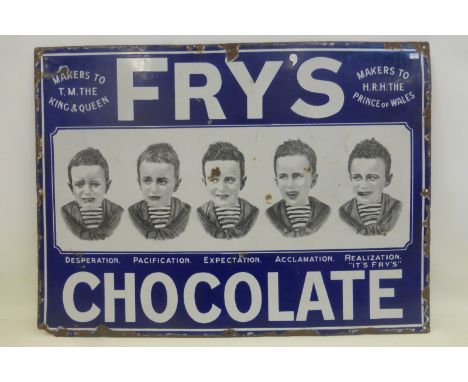 MAKERS TO
T.M. THE
KING & QUEEN
FRY'S
MAKERS TO
H.R.H. THE
PRINCE OF WALES
DESPERATION. PACIFICATION. EXPECTATION. ACCLAMATION. REALIZATION.
"IT'S FRY'S"
CHOCOLATE